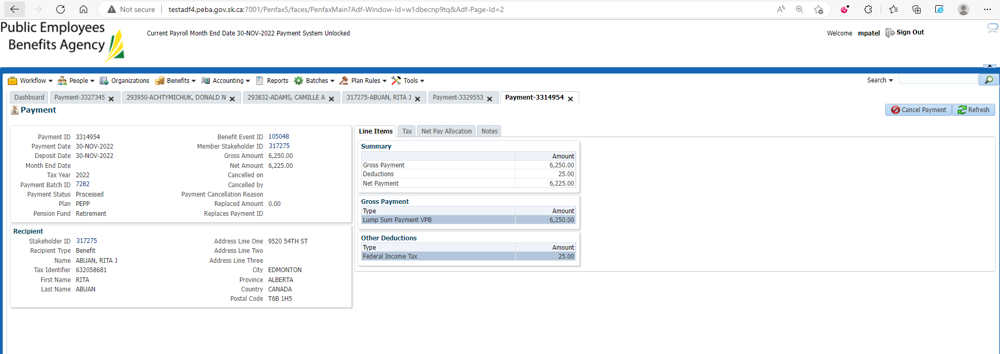 Not secure | testadf4.peba.gov.sk.ca:7001/Penfax5/faces/PenfaxMain?Adf-Window-Id=w1dbecnp9tq&Adf-Page-Id=2
Public Employees
Benefits Agency
Current Payroll Month End Date 30-NOV-2022 Payment System Unlocked
Welcome mpatel Sign Out
Workflow People Organizations Benefits Accounting Reports Batches Plan Rules Tools Search
Dashboard Payment-3327345 293950-ACHTYMICHUK, DONALD N 293832-ADAMS, CAMILLE A 317275-ABUAN, RITA J Payment-3329553 Payment-3314954
Payment Cancel Payment Refresh
Payment ID 3314954 Benefit Event ID 105048
Payment Date 30-NOV-2022 Member Stakeholder ID 317275
Deposit Date 30-NOV-2022 Gross Amount 6,250.00
Month End Date Net Amount 6,225.00
Tax Year 2022 Cancelled on
Payment Batch ID 7282 Cancelled by
Payment Status Processed Payment Cancellation Reason
Plan PEPP Replaced Amount 0.00
Pension Fund Retirement Replaces Payment ID
Recipient
Stakeholder ID 317275 Address Line One 9520 54TH ST
Recipient Type Benefit Address Line Two
Name ABUAN, RITA J Address Line Three
Tax Identifier 632058681 City EDMONTON
First Name RITA Province ALBERTA
Last Name ABUAN Country CANADA
Postal Code T6B 1H5
Line Items Tax Net Pay Allocation Notes
Summary
Amount
Gross Payment 6,250.00
Deductions 25.00
Net Payment 6,225.00
Gross Payment
Type Amount
Lump Sum Payment VPB 6,250.00
Other Deductions
Type Amount
Federal Income Tax 25.00